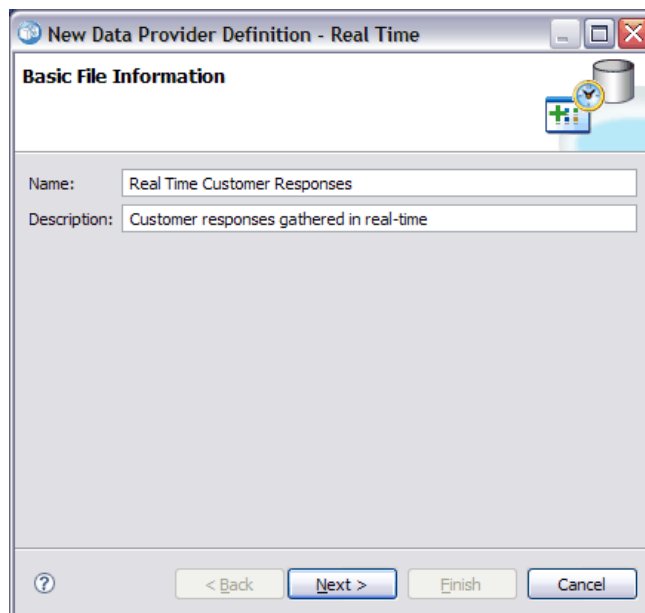 New Data Provider Definition - Real Time
Basic File Information
Name: Real Time Customer Responses
Description: Customer responses gathered in real-time
? < Back Next > Finish Cancel